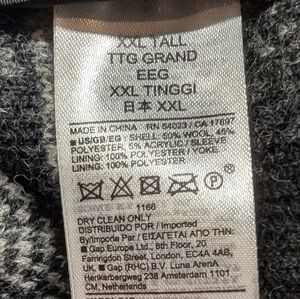 XXL TALL
TTG GRAND
EEG
XXL TINGGI
日本 XXL
MADE IN CHINA RN 54023 / CA 17897
■ US/GB/EG : SHELL: 50% WOOL, 45%
POLYESTER, 5% ACRYLIC / SLEEVE
LINING: 100% POLYESTER / YOKE
LINING: 100% POLYESTER
P
1166
DRY CLEAN ONLY
DISTRIBUIDO POR / Imported
By/Importe Par / ΕΙΣΑΓΕΤΑΙ ΑΠΟ ΤΗΝ:
■ Gap Europe Ltd., 8th Floor, 20
Farringdon Street, London, EC4A 4AB,
UK. ■ Gap (RHC) B.V. Luna ArenA
Herikerbergweg 238 Amsterdam 1101
CM, Netherlands